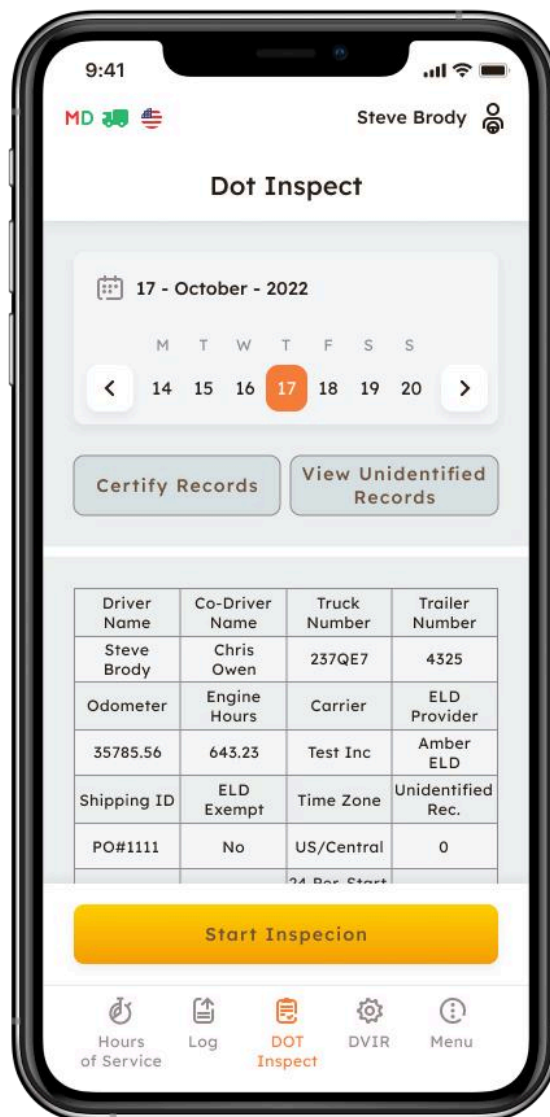 9:41
MD
Steve Brody
Dot Inspect
17 - October - 2022
M T W T F S S
14 15 16 17 18 19 20
Certify Records
View Unidentified
Records
Driver
Name
Co-Driver
Name
Truck
Number
Trailer
Number
Steve
Brody
Chris
Owen
237QE7
4325
Odometer
Engine
Hours
Carrier
ELD
Provider
35785.56
643.23
Test Inc
Amber
ELD
Shipping ID
ELD
Exempt
Time Zone
Unidentified
Rec.
PO#1111
No
US/Central
0
24 Per. Start
Start Inspecion
Hours
of Service
Log
DOT
Inspect
DVIR
Menu